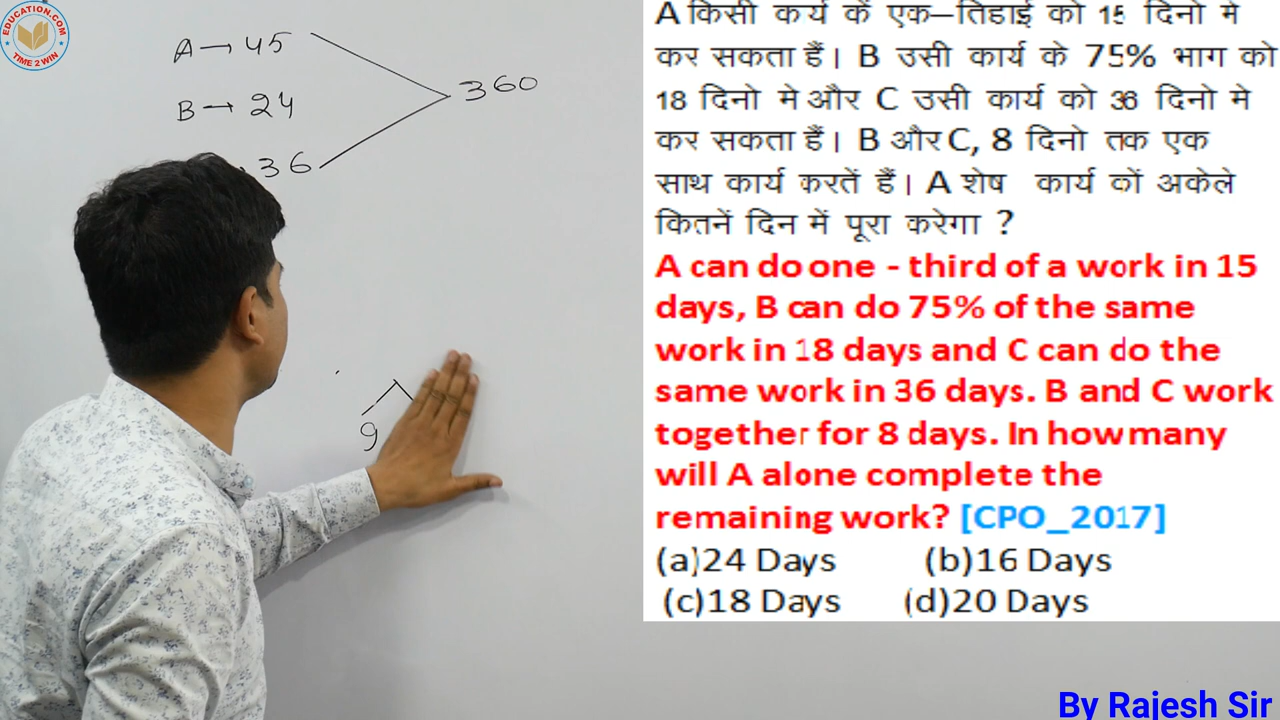 EDUCATION.COM
TIME 2 WIN
A → 45
B → 24
36
360
9
A किसी कर्य कें एक–तिहाई को 15 दिनो मे
कर सकता हैं। B उसी कार्य के 75% भाग को
18 दिनो मे और C उसी कार्य को 36 दिनो मे
कर सकता हैं। B और C, 8 दिनो तक एक
साथ कार्य करतें हैं। A शेष कार्य कों अकेले
कितनें दिन में पूरा करेगा ?
A can do one - third of a work in 15
days, B can do 75% of the same
work in 18 days and C can do the
same work in 36 days. B and C work
together for 8 days. In how many
will A alone complete the
remaining work? [CPO_2017]
(a)24 Days (b)16 Days
(c)18 Days (d)20 Days
By Rajesh Sir